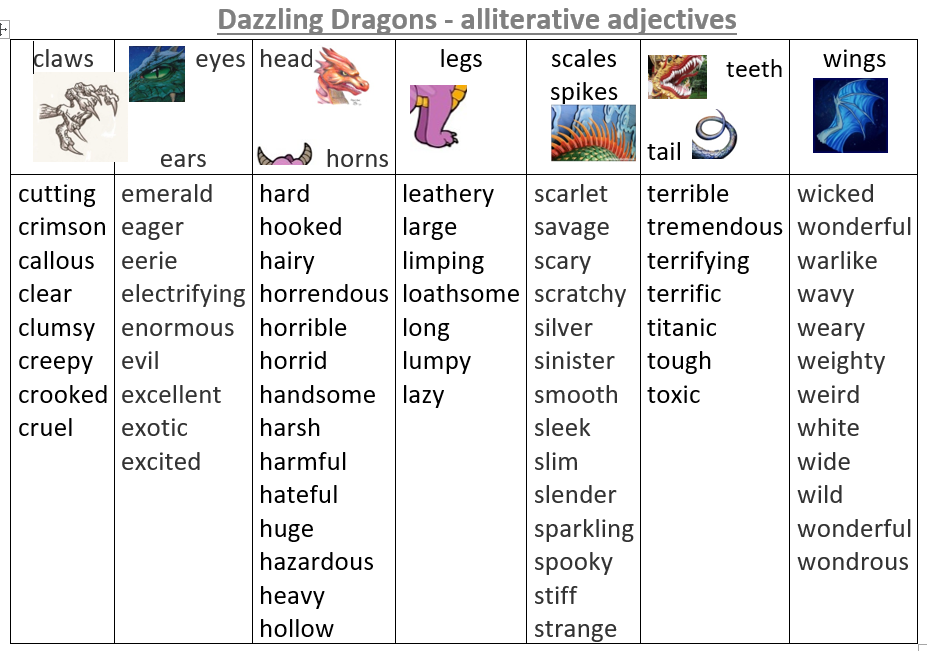 Dazzling Dragons - alliterative adjectives
claws
eyes
ears
head
horns
legs
scales
spikes
teeth
tail
wings
cutting
crimson
callous
clear
clumsy
creepy
crooked
cruel
emerald
eager
eerie
electrifying
enormous
evil
excellent
exotic
excited
hard
hooked
hairy
horrendous
horrible
horrid
handsome
harsh
harmful
hateful
huge
hazardous
heavy
hollow
leathery
large
limping
loathsome
long
lumpy
lazy
scarlet
savage
scary
scratchy
silver
sinister
smooth
sleek
slim
slender
sparkling
spooky
stiff
strange
terrible
tremendous
terrifying
terrific
titanic
tough
toxic
wicked
wonderful
warlike
wavy
weary
weighty
weird
white
wide
wild
wonderful
wondrous